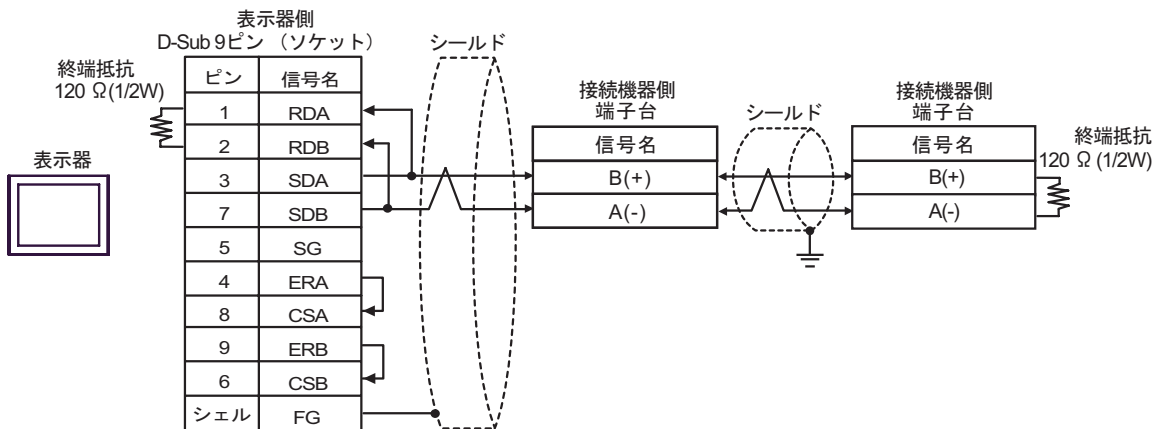 表示器側
D-Sub 9ピン （ソケット）
シールド
終端抵抗
120 Ω(1/2W)
ピン 信号名
1 RDA
2 RDB
3 SDA
7 SDB
5 SG
4 ERA
8 CSA
9 ERB
6 CSB
シェル FG
表示器
接続機器側
端子台
信号名
B(+)
A(-)
シールド
接続機器側
端子台
信号名
B(+)
A(-)
終端抵抗
120 Ω (1/2W)